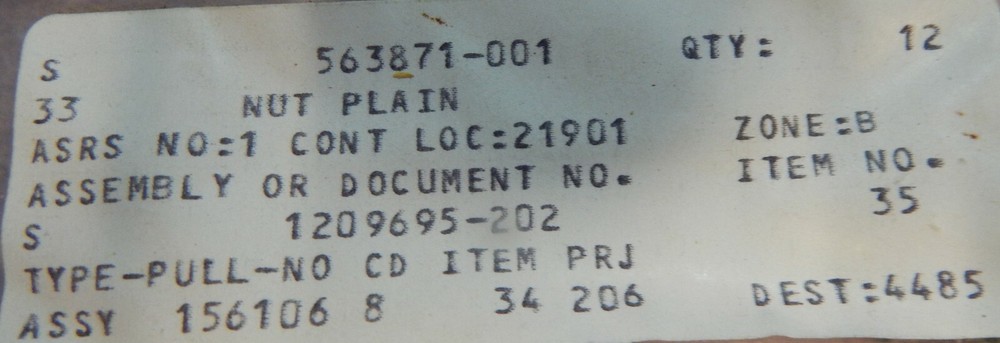 S 563871-001 QTY: 12
33 NUT PLAIN
ASRS NO:1 CONT LOC:21901 ZONE:B
ASSEMBLY OR DOCUMENT NO. ITEM NO.
S 1209695-202 35
TYPE-PULL-NO CD ITEM PRJ
ASSY 156106 8 34 206 DEST:4485